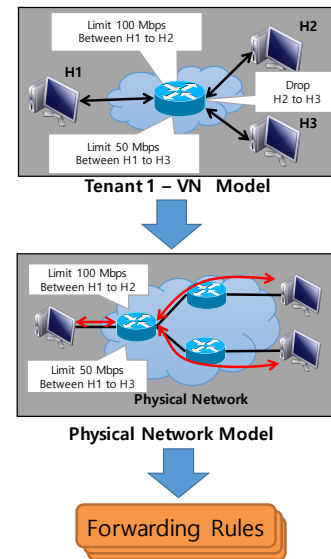 Limit 100 Mbps
Between H1 to H2
H2
H1
Drop
H2 to H3
H3
Limit 50 Mbps
Between H1 to H3
Tenant 1 – VN Model
Limit 100 Mbps
Between H1 to H2
Limit 50 Mbps
Between H1 to H3
Physical Network
Physical Network Model
Forwarding Rules